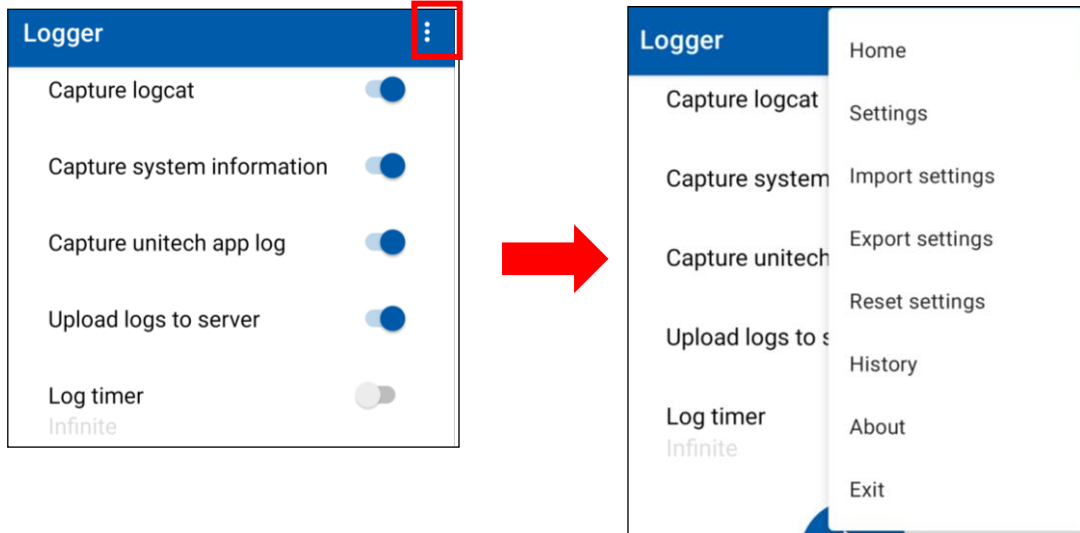 Logger
Capture logcat
Capture system information
Capture unitech app log
Upload logs to server
Log timer
Infinite
Logger
Capture logcat
Capture system
Capture unitech
Upload logs to s
Log timer
Infinite
Home
Settings
Import settings
Export settings
Reset settings
History
About
Exit